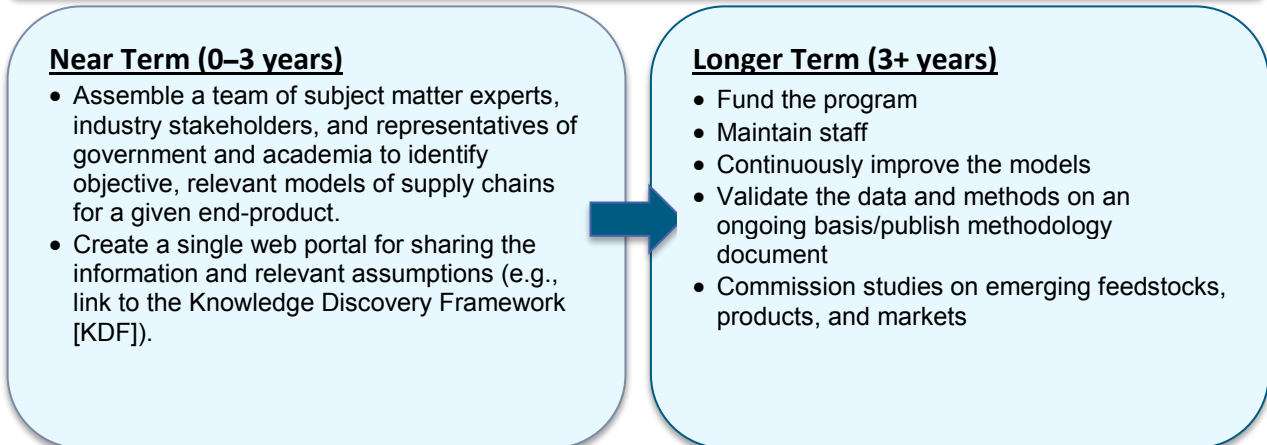 Near Term (0–3 years)
• Assemble a team of subject matter experts,
industry stakeholders, and representatives of
government and academia to identify
objective, relevant models of supply chains
for a given end-product.
• Create a single web portal for sharing the
information and relevant assumptions (e.g.,
link to the Knowledge Discovery Framework
[KDF]).
Longer Term (3+ years)
• Fund the program
• Maintain staff
• Continuously improve the models
• Validate the data and methods on an
ongoing basis/publish methodology
document
• Commission studies on emerging feedstocks,
products, and markets